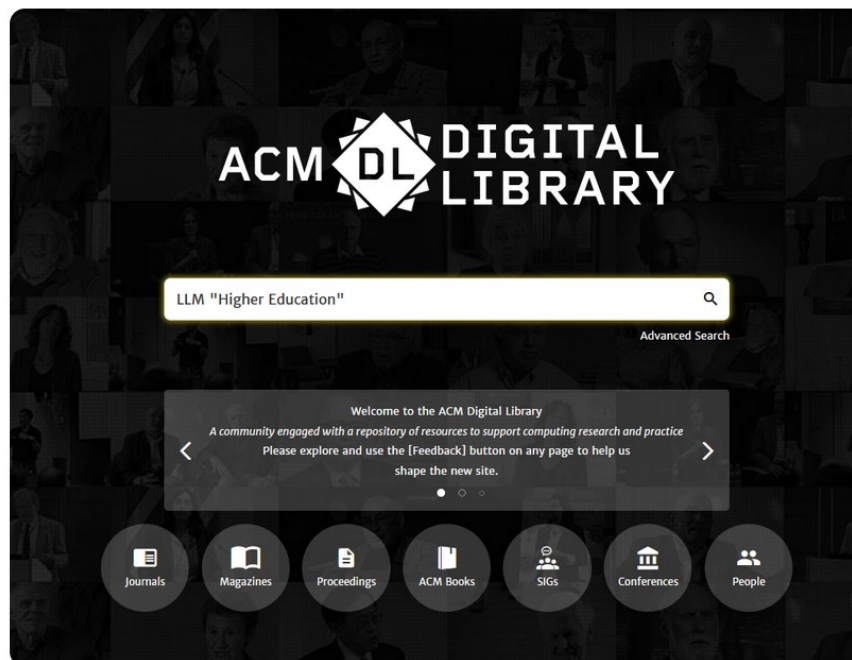 ACM DL DIGITAL
LIBRARY
LLM "Higher Education"
Advanced Search
Welcome to the ACM Digital Library
A community engaged with a repository of resources to support computing research and practice
Please explore and use the [Feedback] button on any page to help us
shape the new site.
Journals
Magazines
Proceedings
ACM Books
SIGs
Conferences
People